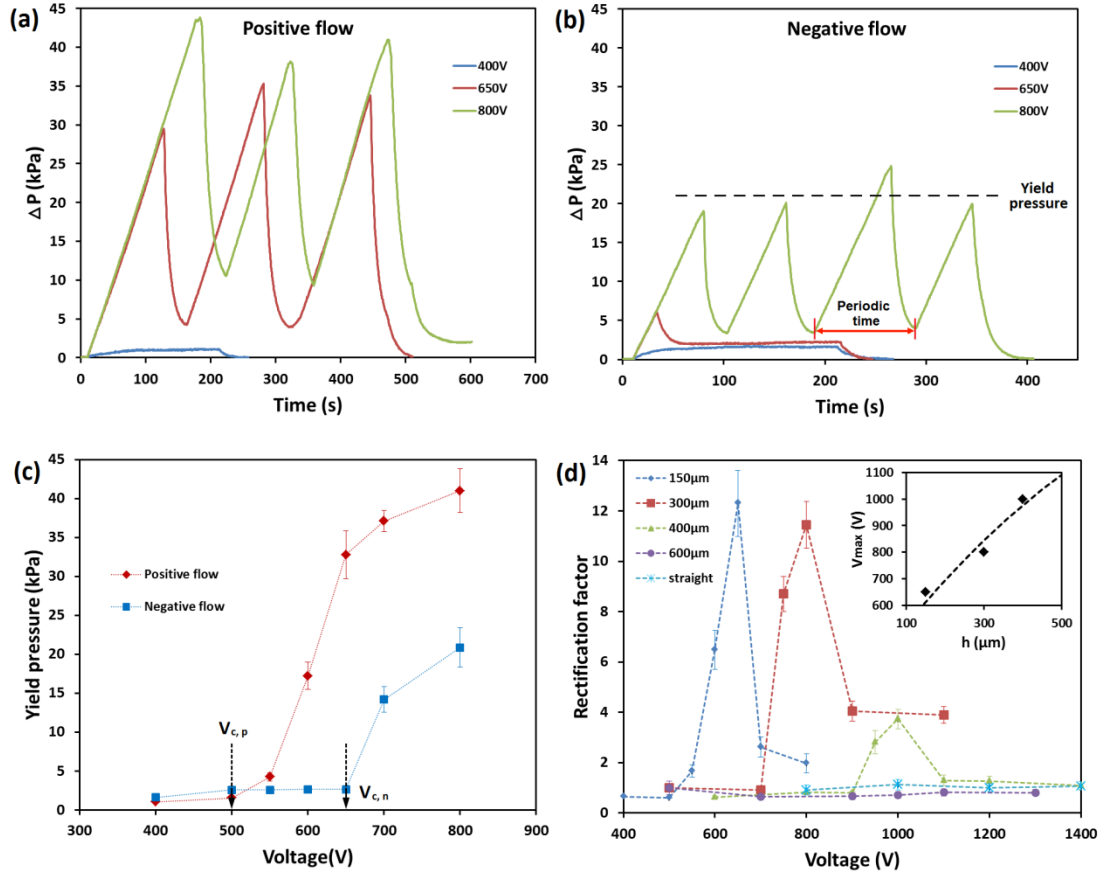 (a)
Positive flow
400V
650V
800V
45
40
35
30
25
20
15
10
5
0
ΔP (kPa)
0 100 200 300 400 500 600 700
Time (s)
(b)
Negative flow
400V
650V
800V
45
40
35
30
25
20
15
10
5
0
ΔP (kPa)
Yield
pressure
Periodic
time
0 100 200 300 400
Time (s)
(c)
45
40
35
30
25
20
15
10
5
0
Yield pressure (kPa)
Positive flow
Negative flow
Vc, p
Vc, n
300 400 500 600 700 800 900
Voltage(V)
(d)
14
12
10
8
6
4
2
0
Rectification factor
150μm
300μm
400μm
600μm
straight
1100
1000
900
800
700
600
Vmax (V)
100 300 500
h (μm)
400 600 800 1000 1200 1400
Voltage (V)